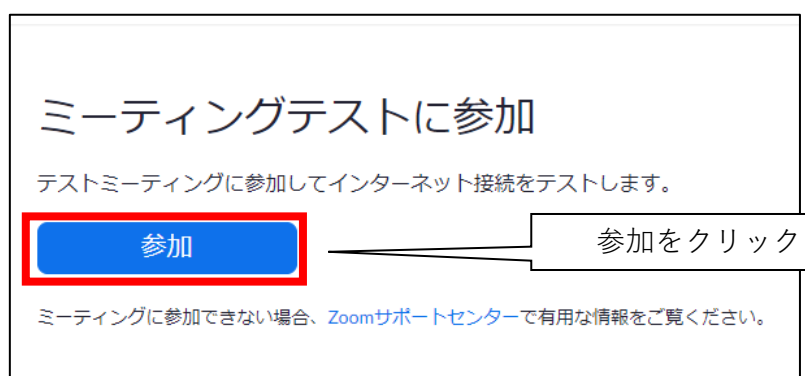 ミーティングテストに参加
テストミーティングに参加してインターネット接続をテストします。
参加
参加をクリック
ミーティングに参加できない場合、Zoomサポートセンターで有用な情報をご覧ください。